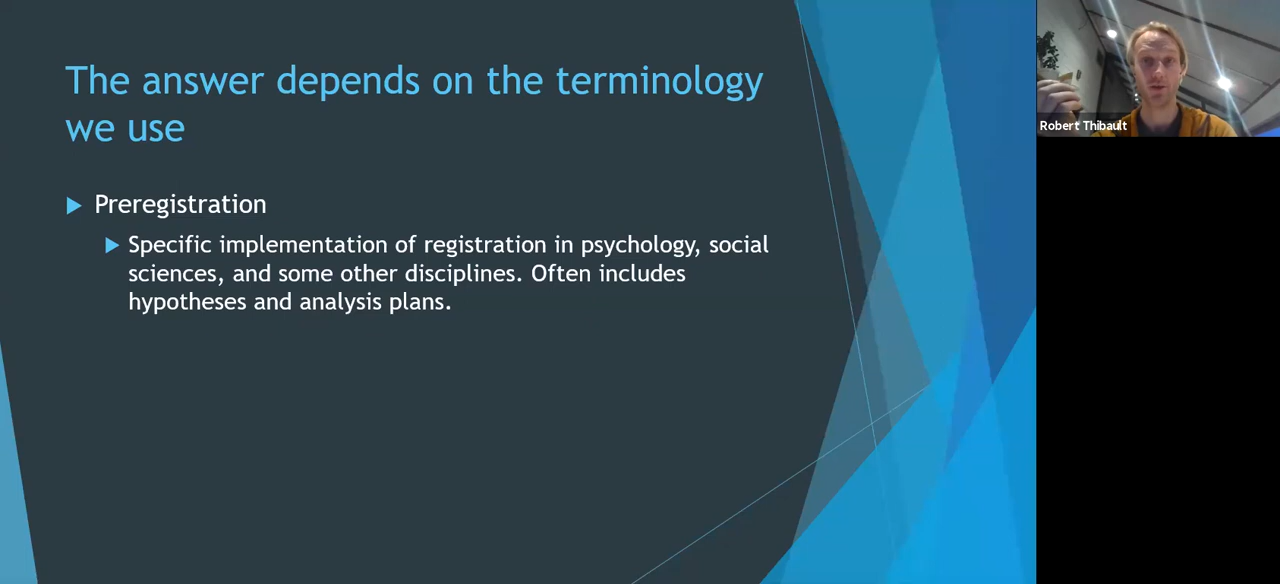 The answer depends on the terminology
we use
Preregistration
Specific implementation of registration in psychology, social
sciences, and some other disciplines. Often includes
hypotheses and analysis plans.
Robert Thibault